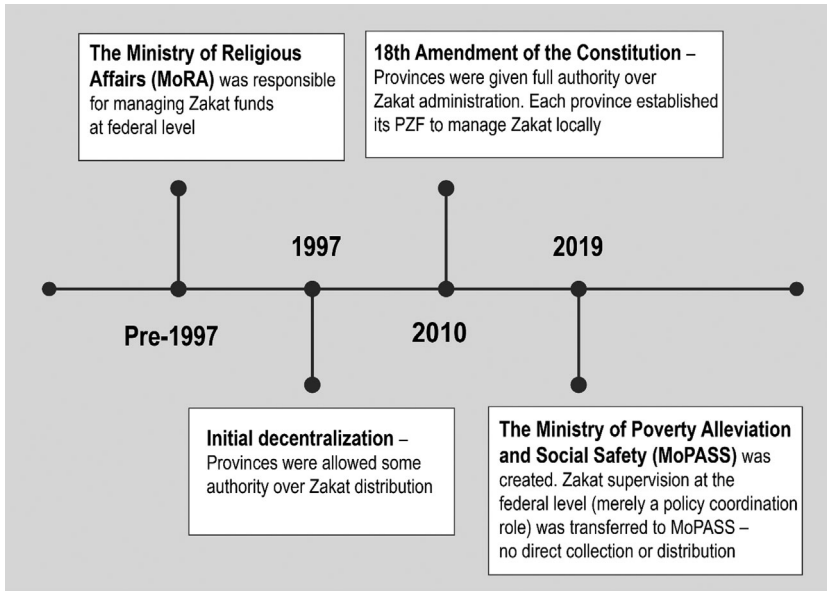 The Ministry of Religious
Affairs (MoRA) was responsible
for managing Zakat funds
at federal level
18th Amendment of the Constitution –
Provinces were given full authority over
Zakat administration. Each province established
its PZF to manage Zakat locally
1997
2019
Pre-1997
2010
Initial decentralization –
Provinces were allowed some
authority over Zakat distribution
The Ministry of Poverty Alleviation
and Social Safety (MoPASS) was
created. Zakat supervision at the
federal level (merely a policy coordination
role) was transferred to MoPASS –
no direct collection or distribution